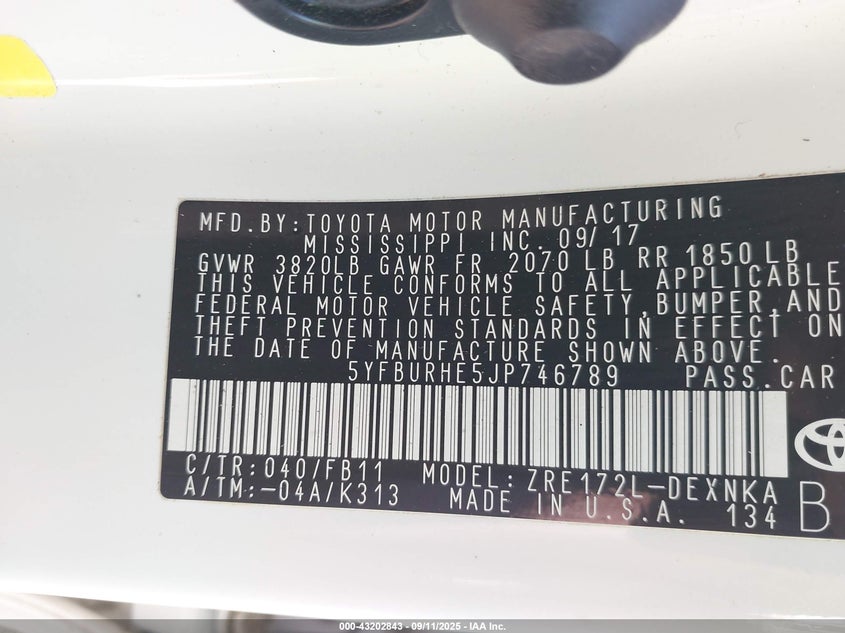 MFD.BY:TOYOTA MOTOR MANUFACTURING
MISSISSIPPI INC. 09/17
GVWR 3820LB GAWR FR 2070 LB RR 1850 LB
THIS VEHICLE CONFORMS TO ALL APPLICABLE
FEDERAL MOTOR VEHICLE SAFETY,BUMPER,AND
THEFT PREVENTION STANDARDS IN EFFECT ON
THE DATE OF MANUFACTURE SHOWN ABOVE.
5YFBURHE5JP746789 PASS.CAR
C/TR:040/FB11 MODEL:ZRE172L-DEXNKA
A/TM:-04A/K313 MADE IN U.S.A. 134 B
000-43202843 - 09/11/2025 - IAA Inc.